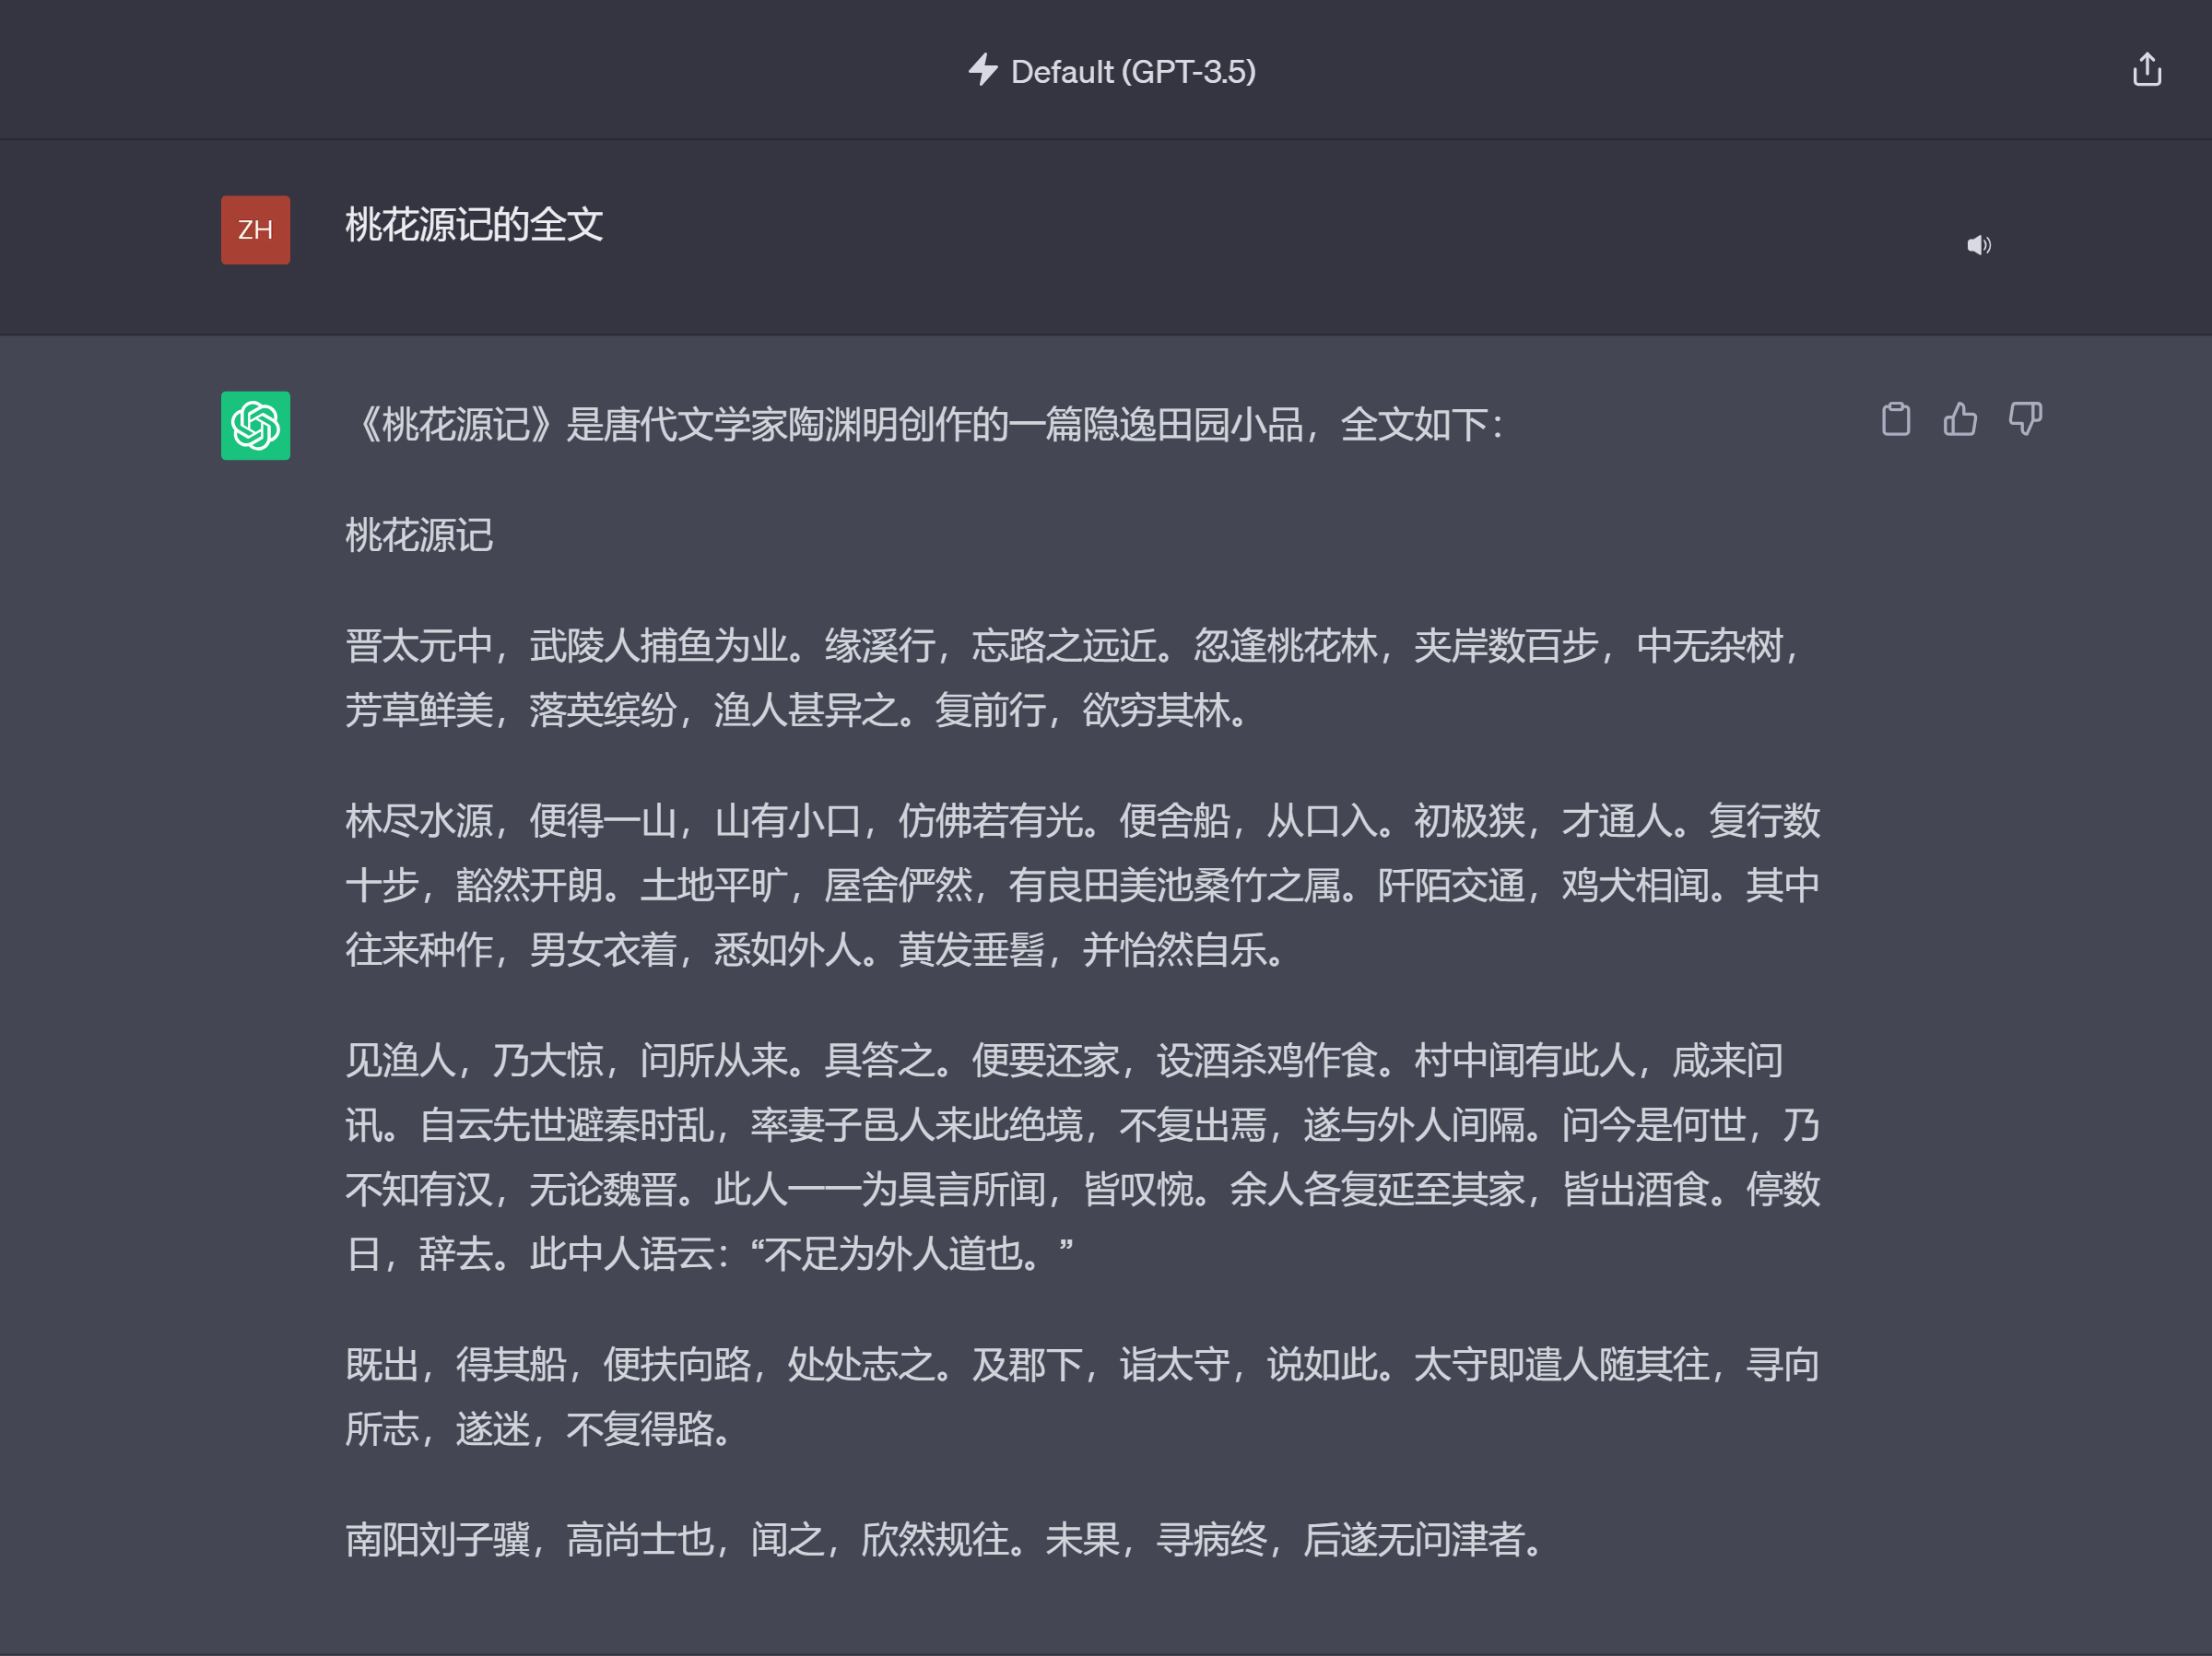 Default (GPT-3.5)
ZH
桃花源记的全文
《桃花源记》是唐代文学家陶渊明创作的一篇隐逸田园小品，全文如下：
桃花源记
晋太元中，武陵人捕鱼为业。缘溪行，忘路之远近。忽逢桃花林，夹岸数百步，中无杂树，
芳草鲜美，落英缤纷，渔人甚异之。复前行，欲穷其林。
林尽水源，便得一山，山有小口，仿佛若有光。便舍船，从口入。初极狭，才通人。复行数
十步，豁然开朗。土地平旷，屋舍俨然，有良田美池桑竹之属。阡陌交通，鸡犬相闻。其中
往来种作，男女衣着，悉如外人。黄发垂髫，并怡然自乐。
见渔人，乃大惊，问所从来。具答之。便要还家，设酒杀鸡作食。村中闻有此人，咸来问
讯。自云先世避秦时乱，率妻子邑人来此绝境，不复出焉，遂与外人间隔。问今是何世，乃
不知有汉，无论魏晋。此人一一为具言所闻，皆叹惋。余人各复延至其家，皆出酒食。停数
日，辞去。此中人语云：“不足为外人道也。”
既出，得其船，便扶向路，处处志之。及郡下，诣太守，说如此。太守即遣人随其往，寻向
所志，遂迷，不复得路。
南阳刘子骥，高尚士也，闻之，欣然规往。未果，寻病终，后遂无问津者。